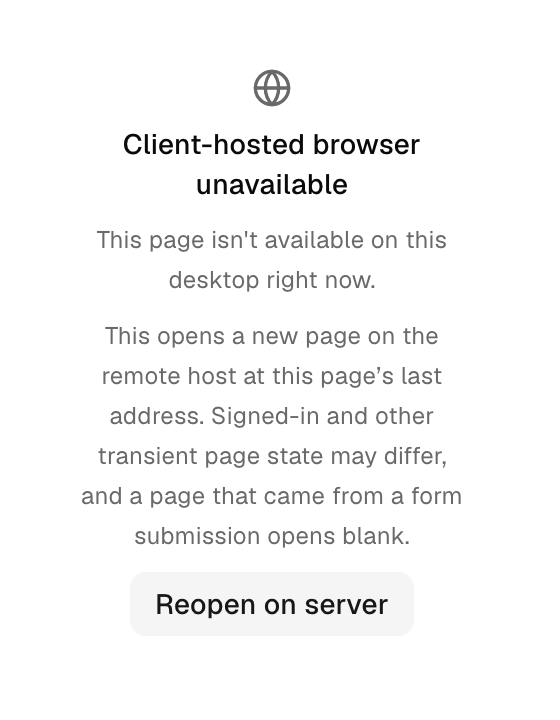 Client-hosted browser
unavailable
This page isn't available on this
desktop right now.
This opens a new page on the
remote host at this page’s last
address. Signed-in and other
transient page state may differ,
and a page that came from a form
submission opens blank.
Reopen on server